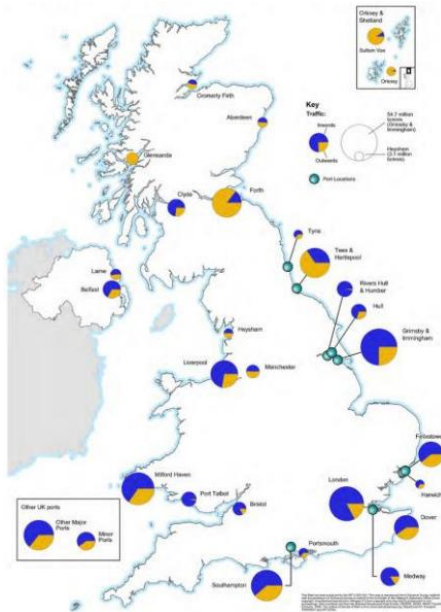 Orkney &
Shetland
Sullom Voe
Orkney
Cromarty Firth
Aberdeen
Key
Traffic:
Inwards
Outwards
54.7 million
tonnes
(Grimsby &
Immingham)
Heysham
(3.7 million
tonnes)
Port Locations
Glensanda
Clyde
Forth
Tyne
Tees &
Hartlepool
Larne
Belfast
Rivers Hull
& Humber
Hull
Heysham
Grimsby &
Immingham
Liverpool
Manchester
Felixstowe
Milford Haven
Port Talbot
Bristol
London
Harwich
Dover
Other UK ports
Other Major
Ports
Minor
Ports
Portsmouth
Southampton
Medway